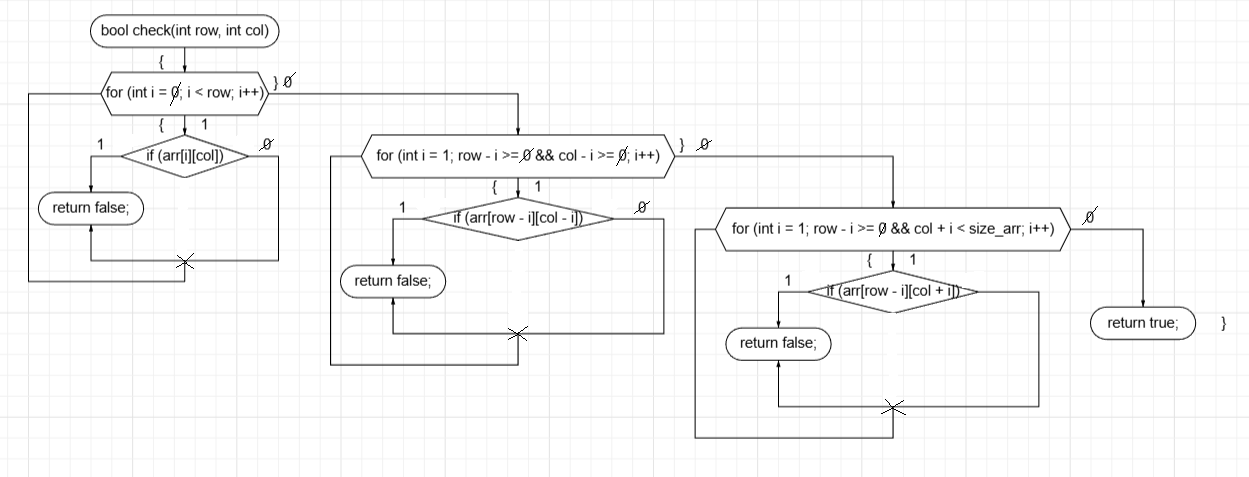 bool check(int row, int col)
{
for (int i = 0; i < row; i++)
} 0
{ 1
if (arr[i][col])
1
0
return false;
for (int i = 1; row - i >= 0 && col - i >= 0; i++)
} 0
{ 1
if (arr[row - i][col - i])
1
0
return false;
for (int i = 1; row - i >= 0 && col + i < size_arr; i++)
0
{ 1
if (arr[row - i][col + i])
1
return false;
return true;
}